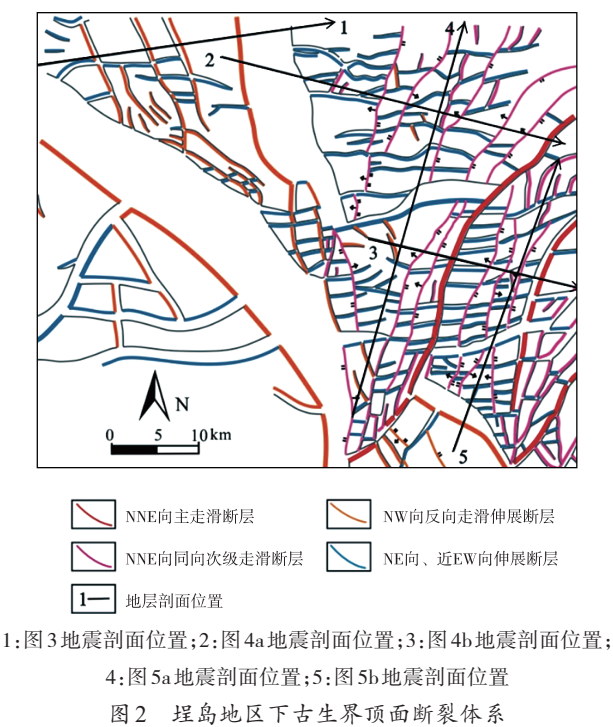 1
4
2
3
5
N
0 5 10 km
NNE向主走滑断层
NW向反向走滑伸展断层
NNE向同向次级走滑断层
NE向、近EW向伸展断层
1 地层剖面位置
1:图3地震剖面位置;2:图4a地震剖面位置;3:图4b地震剖面位置;
4:图5a地震剖面位置;5:图5b地震剖面位置
图2 埕岛地区下古生界顶面断裂体系